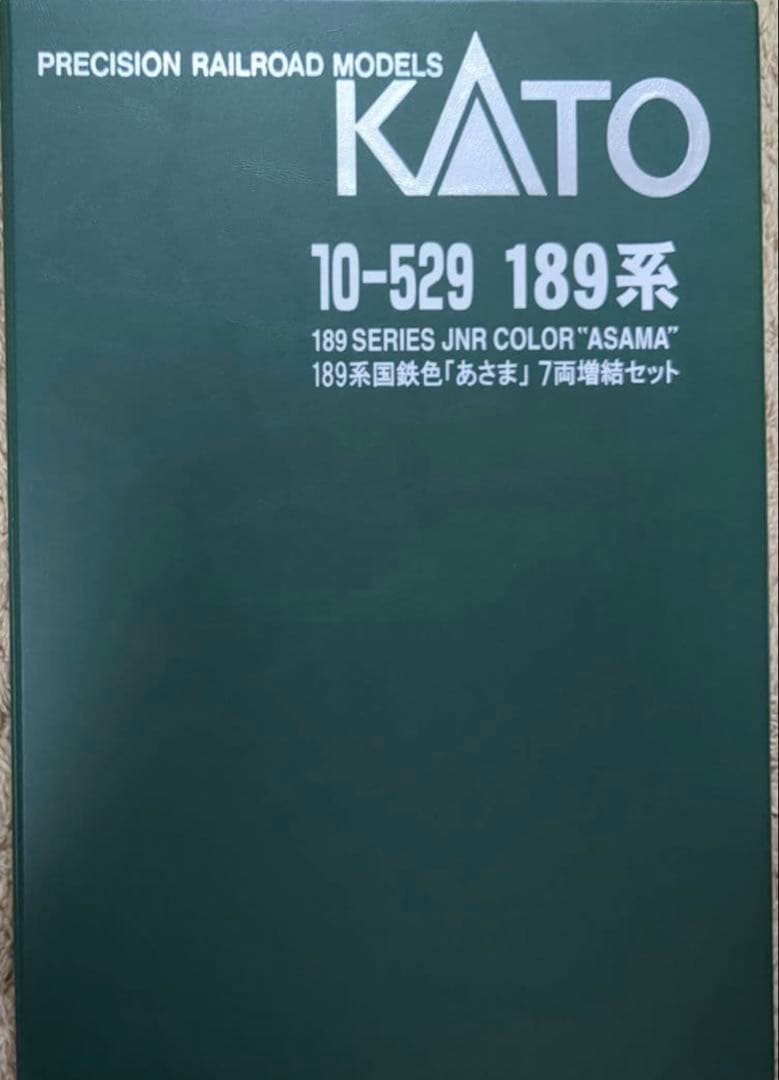 PRECISION RAILROAD MODELS
KATO
10-529 189系
189 SERIES JNR COLOR "ASAMA"
189系国鉄色「あさま」 7両増結セット